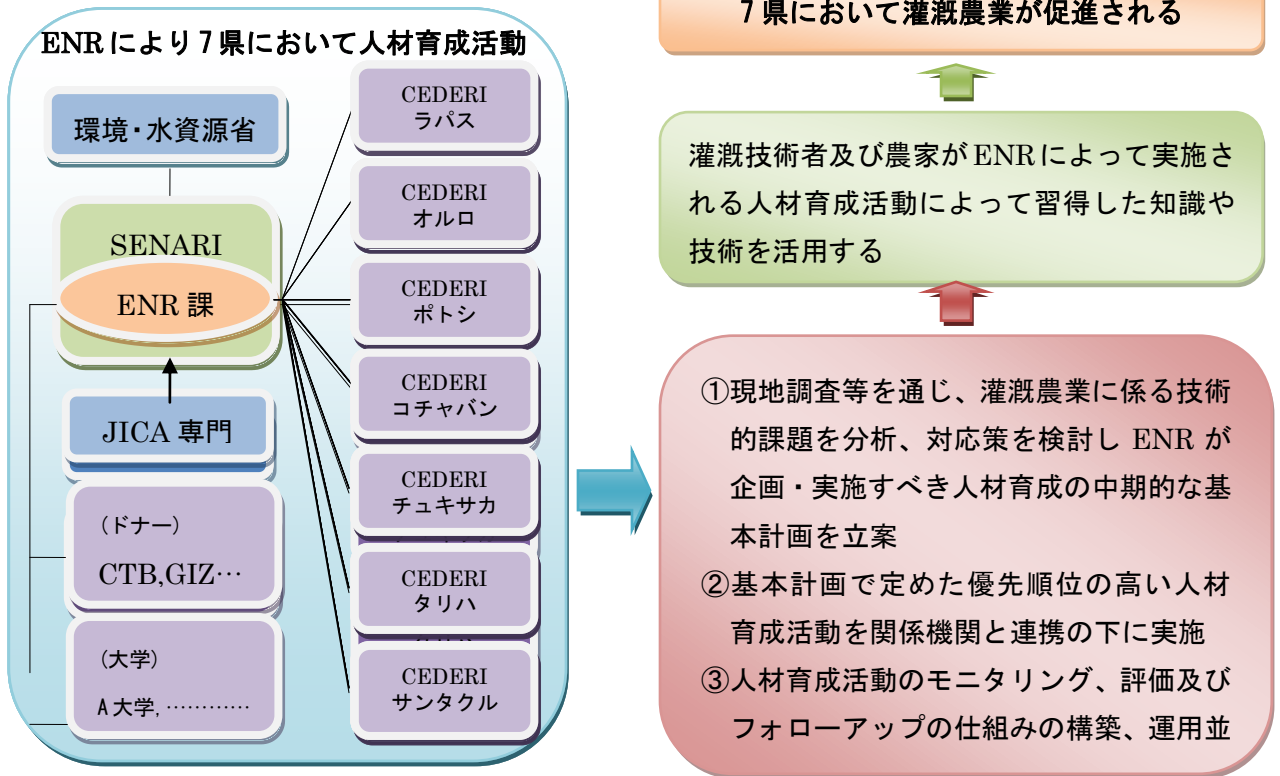 ENRにより7県において人材育成活動
環境・水資源省
SENARI
ENR 課
JICA 専門
(ドナー)
CTB,GIZ…
(大学)
A大学, …………
CEDERI
ラパス
CEDERI
オルロ
CEDERI
ポトシ
CEDERI
コチャバン
CEDERI
チュキサカ
CEDERI
タリハ
CEDERI
サンタクル
7県において灌漑農業が促進される
灌漑技術者及び農家がENRによって実施さ
れる人材育成活動によって習得した知識や
技術を活用する
①現地調査等を通じ、灌漑農業に係る技術
的課題を分析、対応策を検討し ENR が
企画・実施すべき人材育成の中期的な基
本計画を立案
②基本計画で定めた優先順位の高い人材
育成活動を関係機関と連携の下に実施
③人材育成活動のモニタリング、評価及び
フォローアップの仕組みの構築、運用並